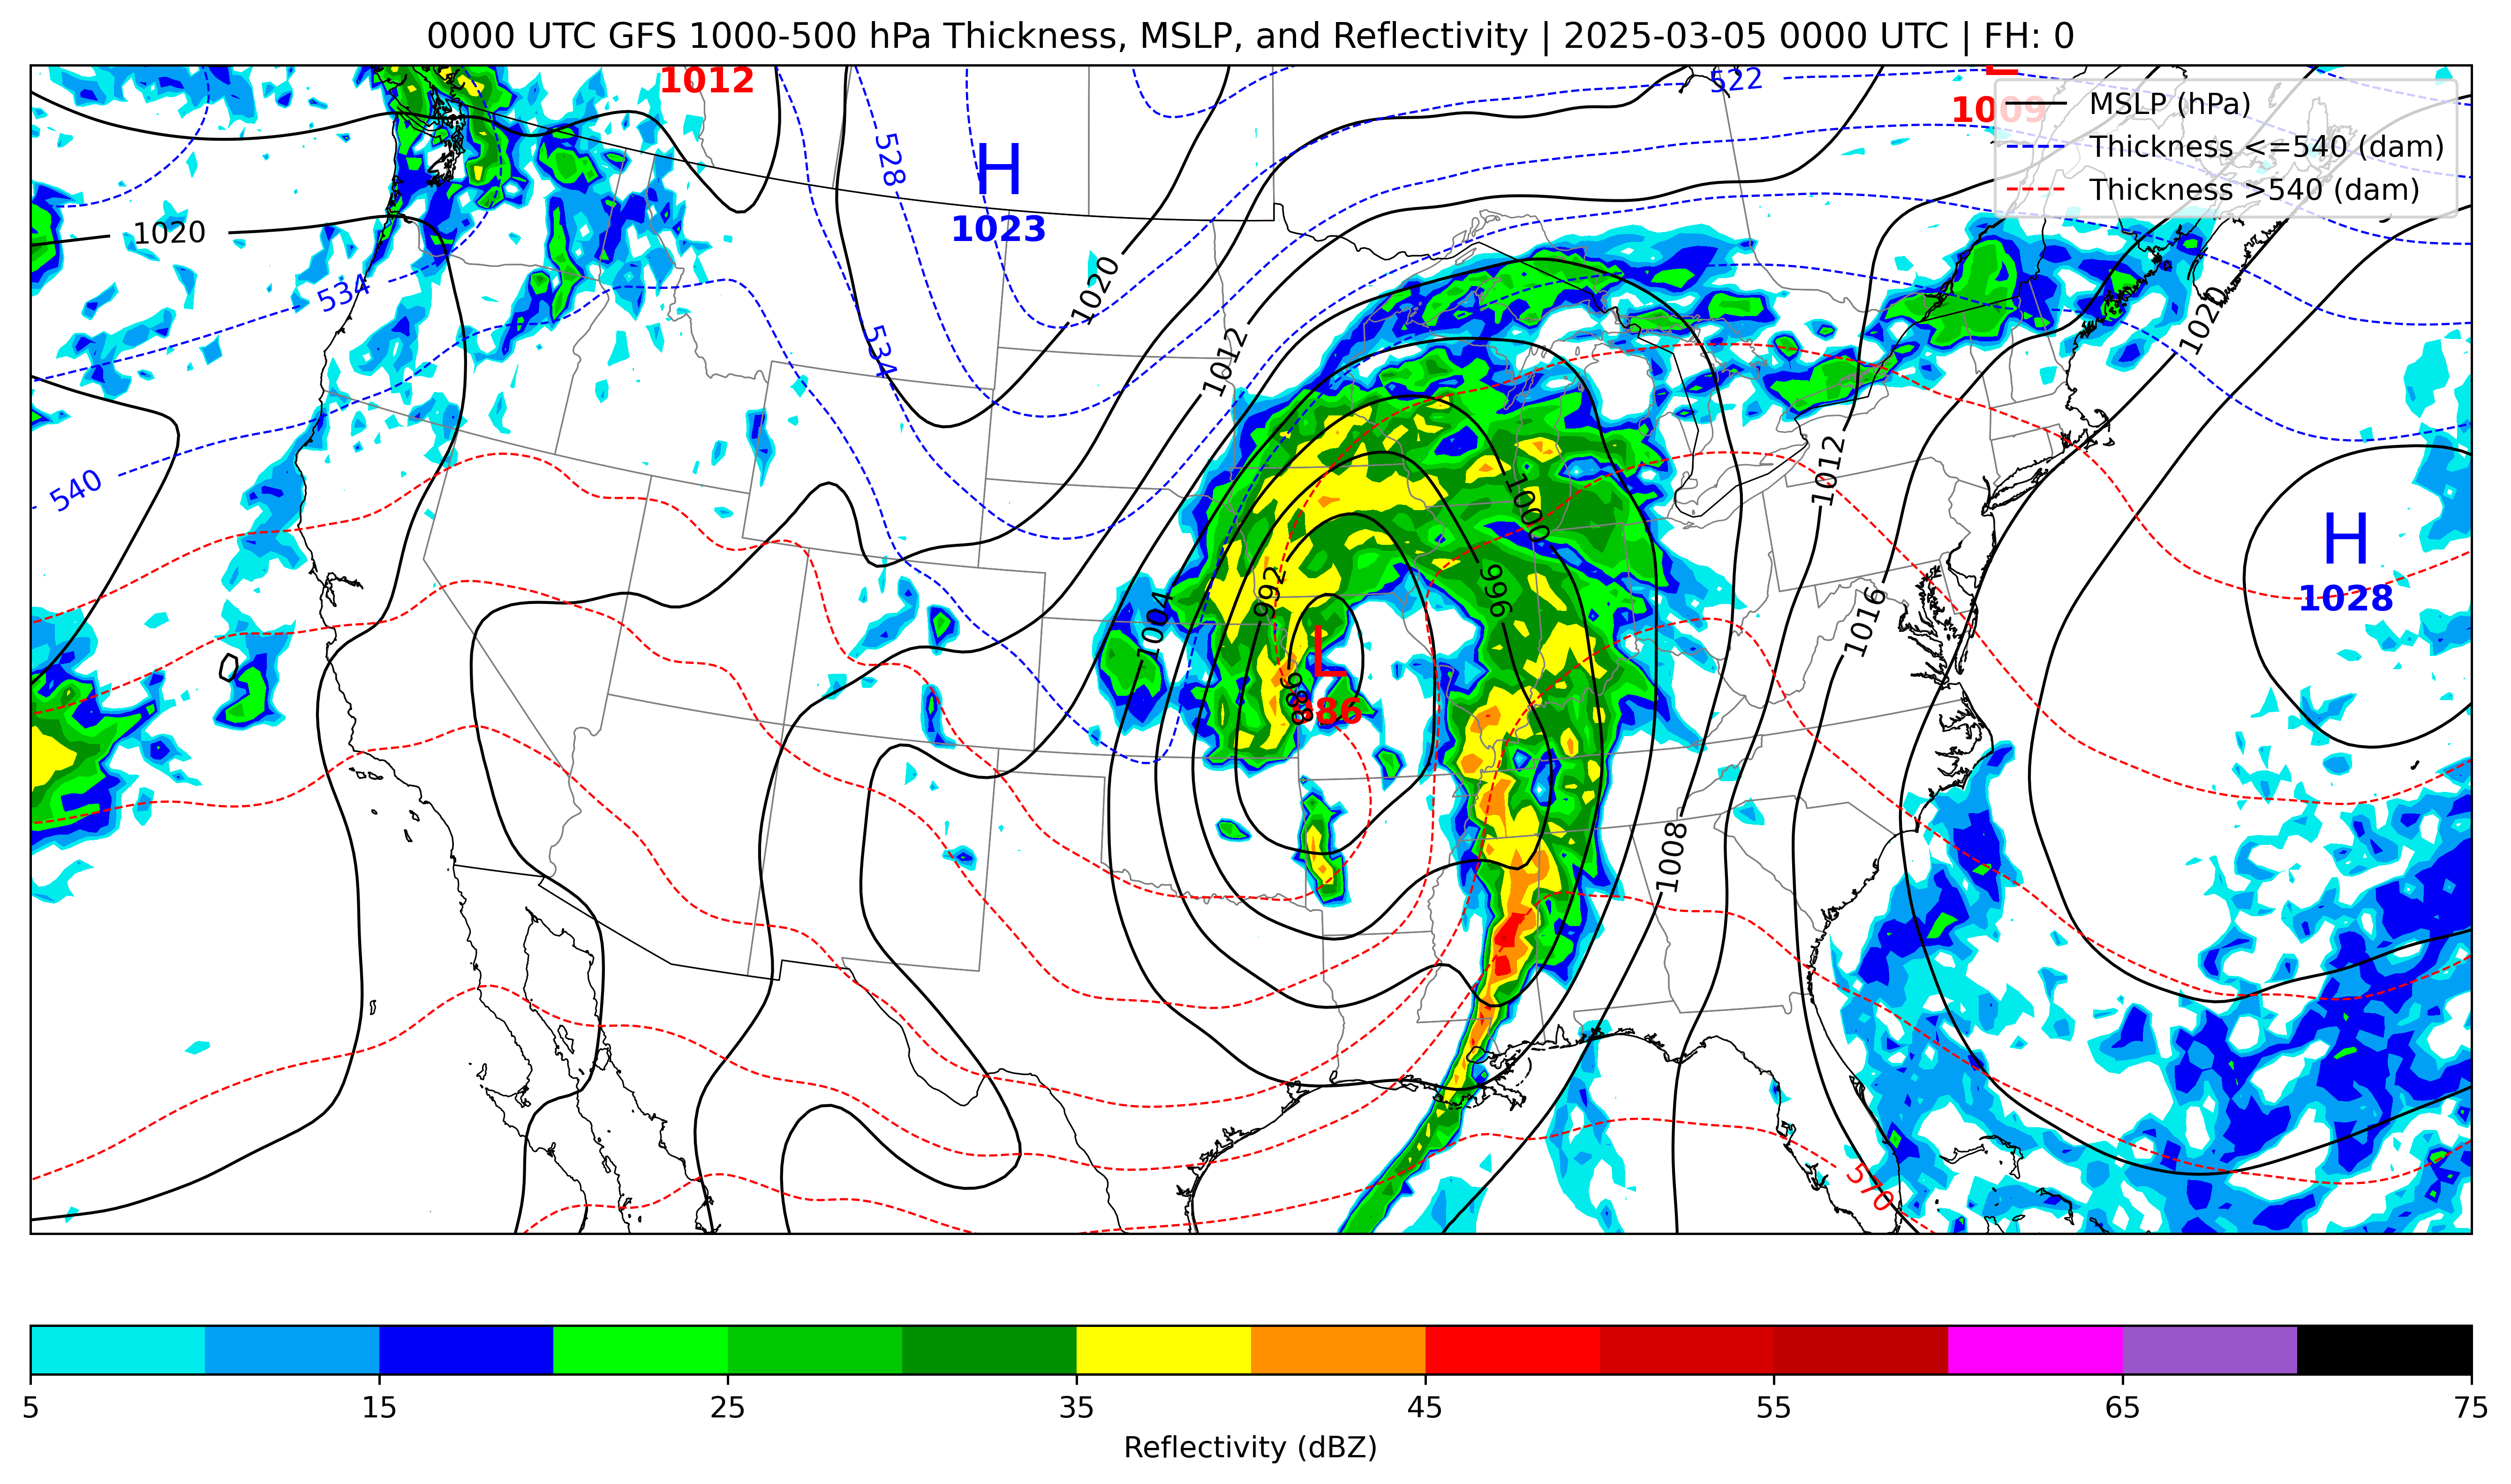 0000 UTC GFS 1000-500 hPa Thickness, MSLP, and Reflectivity | 2025-03-05 0000 UTC | FH: 0
1012
522
L
1009
MSLP (hPa)
Thickness <=540 (dam)
Thickness >540 (dam)
528
H
1023
1020
534
1020
1020
534
1012
540
1012
1000
H
1028
992
996
1004
1016
L
986
988
1008
576
5 15 25 35 45 55 65 75
Reflectivity (dBZ)